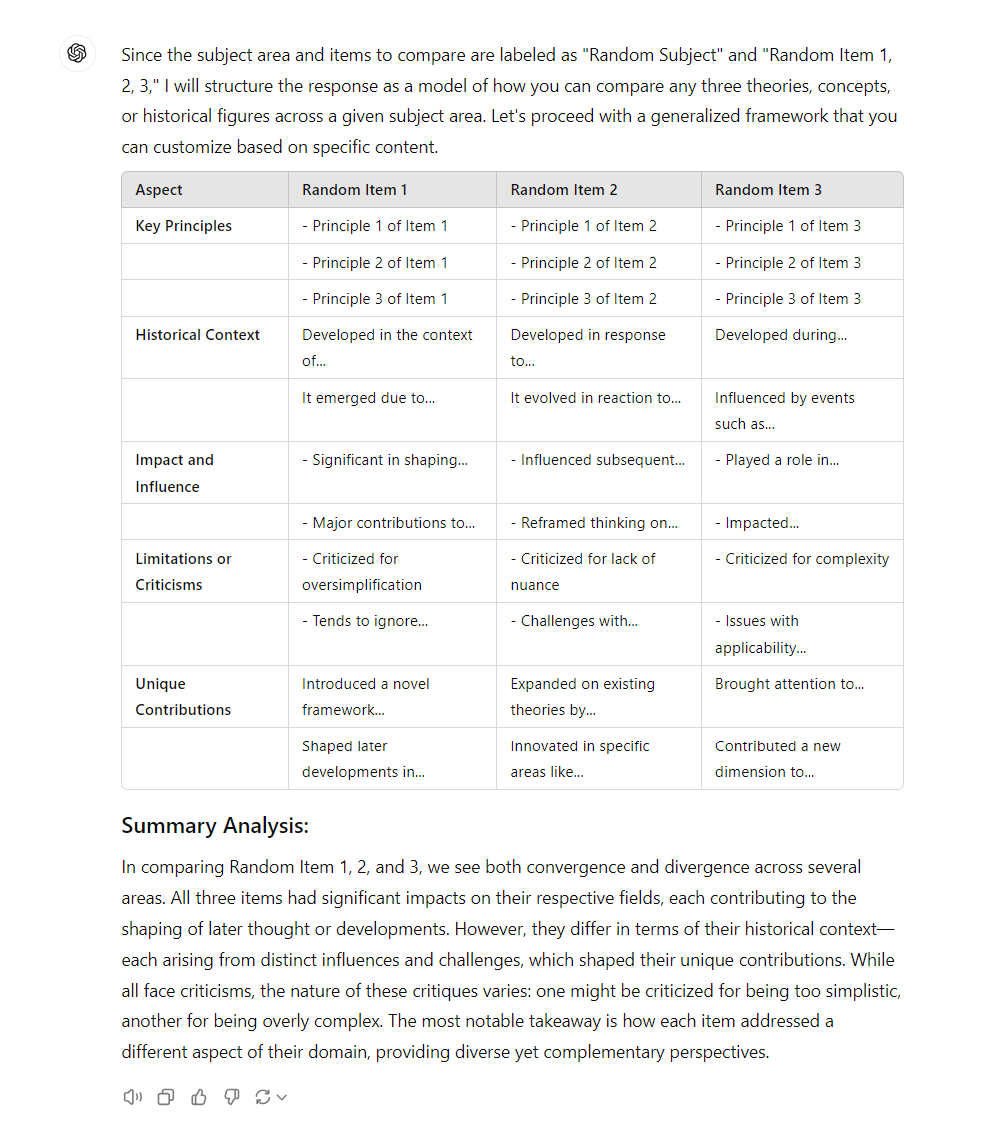 Since the subject area and items to compare are labeled as "Random Subject" and "Random Item 1,
2, 3," I will structure the response as a model of how you can compare any three theories, concepts,
or historical figures across a given subject area. Let's proceed with a generalized framework that you
can customize based on specific content.
Aspect Random Item 1 Random Item 2 Random Item 3
Key Principles - Principle 1 of Item 1 - Principle 1 of Item 2 - Principle 1 of Item 3
- Principle 2 of Item 1 - Principle 2 of Item 2 - Principle 2 of Item 3
- Principle 3 of Item 1 - Principle 3 of Item 2 - Principle 3 of Item 3
Historical Context Developed in the context Developed in response Developed during...
of... to...
It emerged due to... It evolved in reaction to... Influenced by events
such as...
Impact and - Significant in shaping... - Influenced subsequent... - Played a role in...
Influence
- Major contributions to... - Reframed thinking on... - Impacted...
Limitations or - Criticized for - Criticized for lack of - Criticized for complexity
Criticisms oversimplification nuance
- Tends to ignore... - Challenges with... - Issues with
applicability...
Unique Introduced a novel Expanded on existing Brought attention to...
Contributions framework... theories by...
Shaped later Innovated in specific Contributed a new
developments in... areas like... dimension to...
Summary Analysis:
In comparing Random Item 1, 2, and 3, we see both convergence and divergence across several
areas. All three items had significant impacts on their respective fields, each contributing to the
shaping of later thought or developments. However, they differ in terms of their historical context—
each arising from distinct influences and challenges, which shaped their unique contributions. While
all face criticisms, the nature of these critiques varies: one might be criticized for being too simplistic,
another for being overly complex. The most notable takeaway is how each item addressed a
different aspect of their domain, providing diverse yet complementary perspectives.